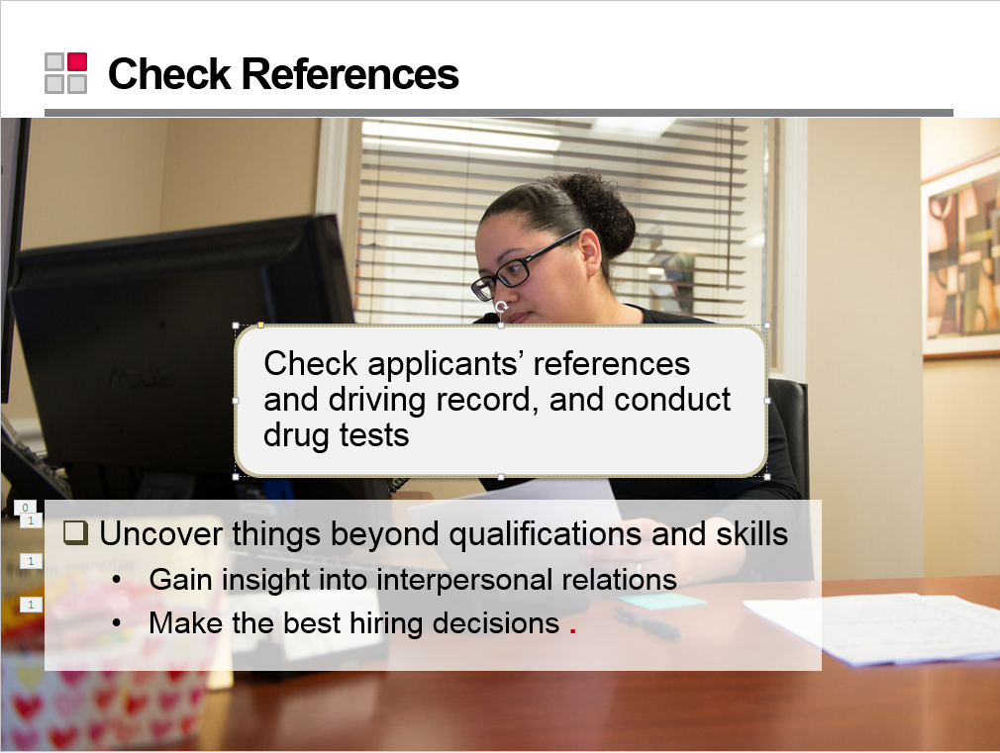 Check References
Check applicants’ references
and driving record, and conduct
drug tests
0
1
Uncover things beyond qualifications and skills
1
• Gain insight into interpersonal relations
1
• Make the best hiring decisions .